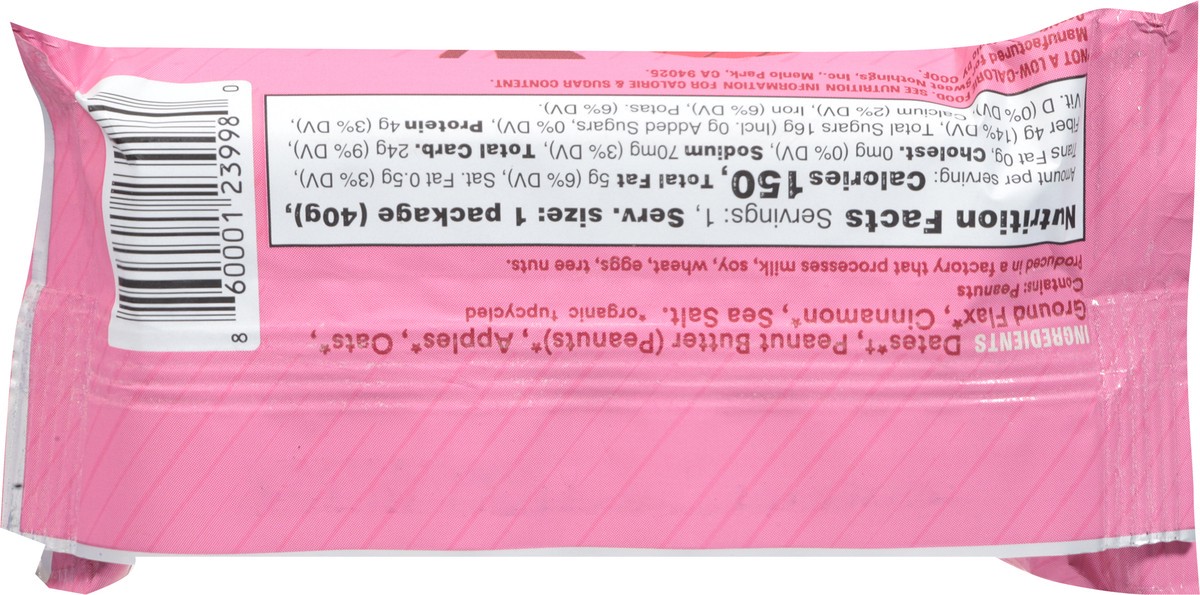 INGREDIENTS Dates*†, Peanut Butter (Peanuts)*, Apples*, Oats*,
Ground Flax*, Cinnamon*, Sea Salt. *organic †upcycled
Contains: Peanuts
Produced in a factory that processes milk, soy, wheat, eggs, tree nuts.
Nutrition Facts Servings: 1, Serv. size: 1 package (40g),
Amount per serving: Calories 150, Total Fat 5g (6% DV), Sat. Fat 0.5g (3% DV),
Trans Fat 0g, Cholest. 0mg (0% DV), Sodium 70mg (3% DV), Total Carb. 24g (9% DV),
Fiber 4g (14% DV), Total Sugars 16g (Incl. 0g Added Sugars, 0% DV), Protein 4g (3% DV),
Vit. D (0% DV), Calcium (2% DV), Iron (6% DV), Potas. (6% DV).
NOT A LOW-CALORIE FOOD. SEE NUTRITION INFORMATION FOR CALORIE & SUGAR CONTENT.
Manufactured for Sweet Nothings, Inc., Menlo Park, CA 94025.
8 60001 23998 0